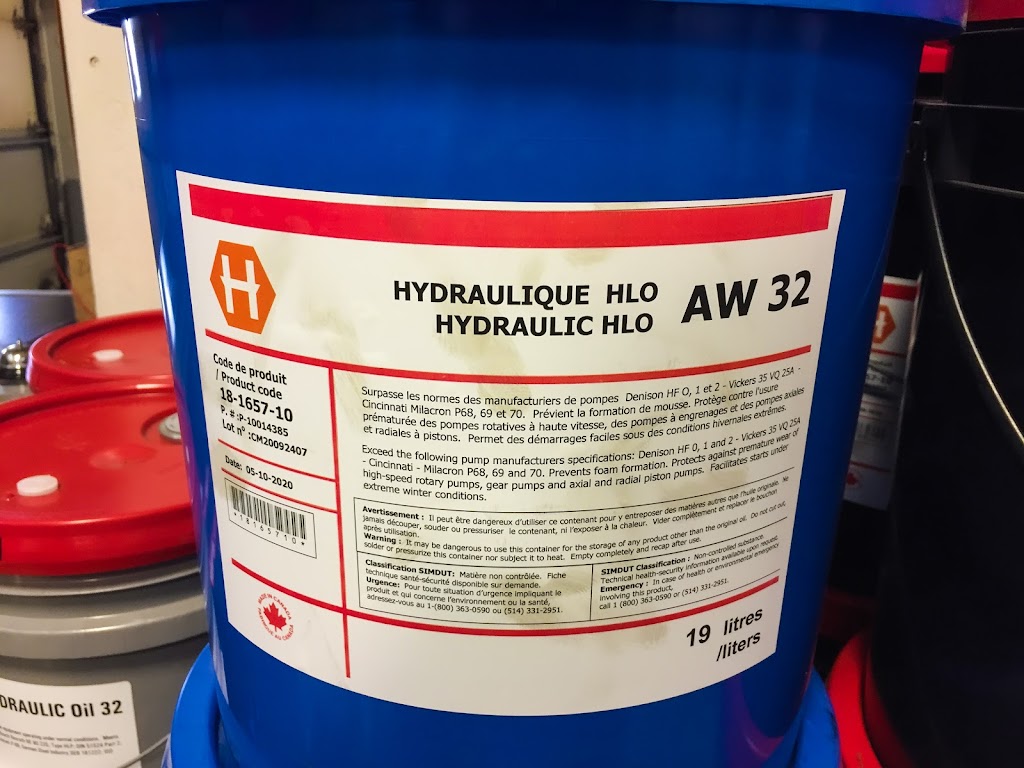 H
HYDRAULIQUE HLO
HYDRAULIC HLO
AW 32
Code de produit
/ Product code
18-1657-10
P. # :P-10014385
Lot nº :CM20092407
Date: 05-10-2020
*18165710*
MADE IN CANADA
FABRIQUÉ AU CANADA
Surpasse les normes des manufacturiers de pompes Denison HF O, 1 et 2 - Vickers 35 VQ 25A -
Cincinnati Milacron P68, 69 et 70. Prévient la formation de mousse. Protège contre l'usure
prématurée des pompes rotatives à haute vitesse, des pompes à engrenages et des pompes axiales
et radiales à pistons. Permet des démarrages faciles sous des conditions hivernales extrêmes.
Exceed the following pump manufacturers specifications: Denison HF 0, 1 and 2 - Vickers 35 VQ 25A
- Cincinnati - Milacron P68, 69 and 70. Prevents foam formation. Protects against premature wear of
high-speed rotary pumps, gear pumps and axial and radial piston pumps. Facilitates starts under
extreme winter conditions.
Avertissement : Il peut être dangereux d'utiliser ce contenant pour y entreposer des matières autres que l'huile originale. Ne
jamais découper, souder ou pressuriser le contenant, ni l'exposer à la chaleur. Vider complètement et replacer le bouchon
après utilisation.
Warning : It may be dangerous to use this container for the storage of any product other than the original oil. Do not cut out,
solder or pressurize this container nor subject it to heat. Empty completely and recap after use.
Classification SIMDUT: Matière non contrôlée. Fiche
technique santé-sécurité disponible sur demande.
Urgence: Pour toute situation d'urgence impliquant le
produit et qui concerne l'environnement ou la santé,
adressez-vous au 1-(800) 363-0590 ou (514) 331-2951.
SIMDUT Classification : Non-controlled substance.
Technical health-security information available upon request.
Emergency : In case of health or environmental emergency
involving this product,
call 1 (800) 363-0590 or (514) 331-2951.
19 litres
/liters
DRAULIC Oil 32